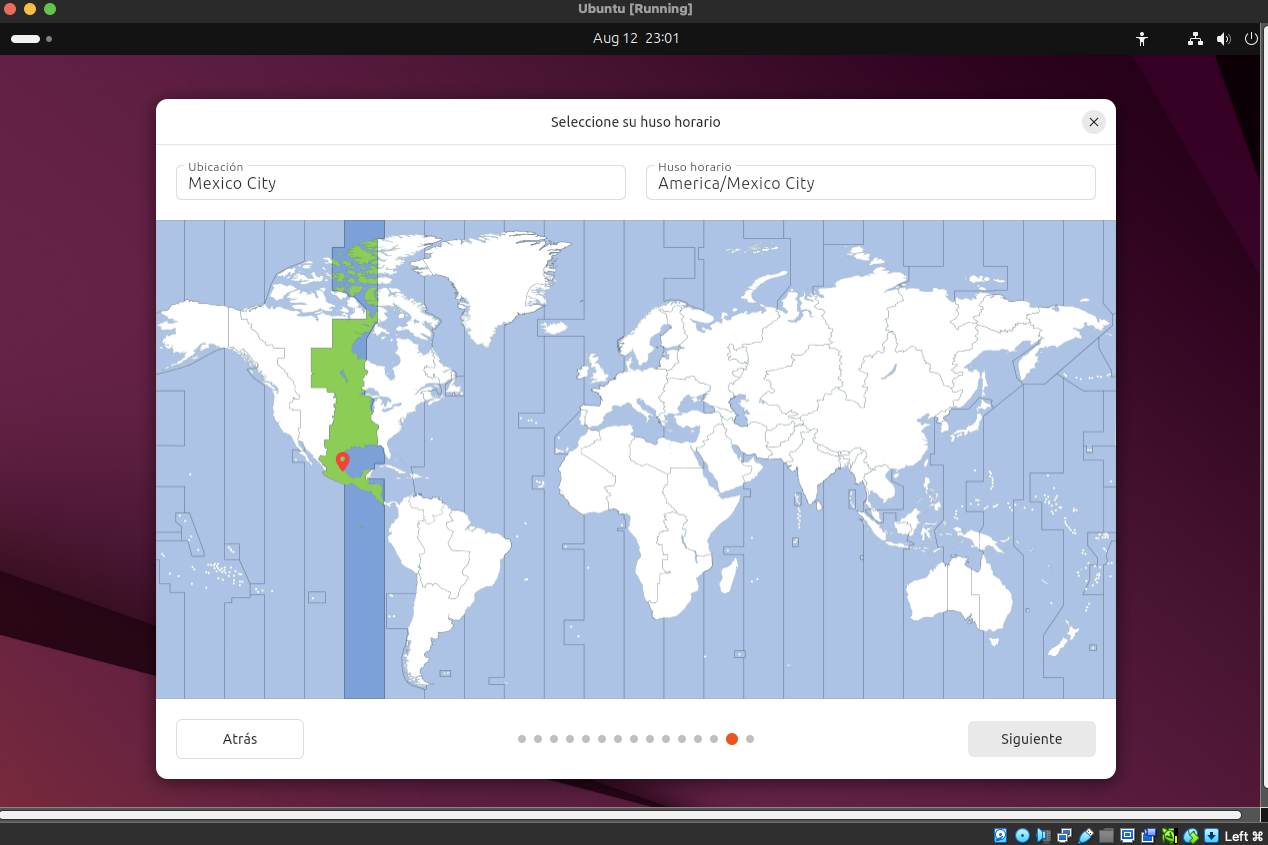 Ubuntu [Running]
Aug 12 23:01
Seleccione su huso horario
Ubicación
Mexico City
Huso horario
America/Mexico City
Atrás
Siguiente
Left ⌘